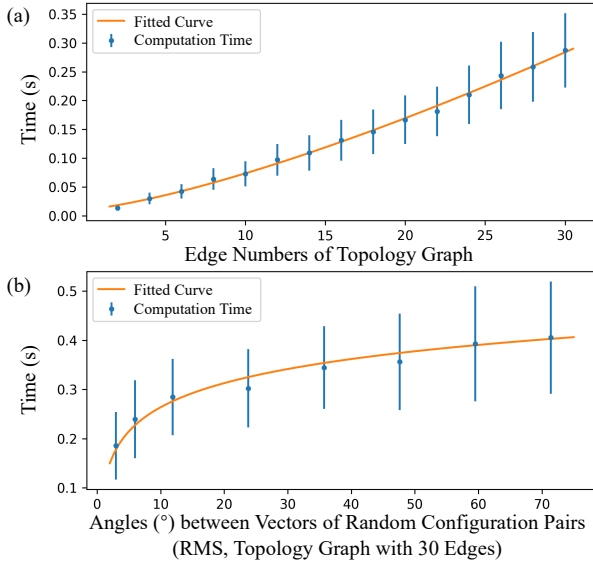 (a)
Fitted Curve
Computation Time
0.35
0.30
0.25
0.20
0.15
0.10
0.05
0.00
Time (s)
5
10
15
20
25
30
Edge Numbers of Topology Graph
(b)
Fitted Curve
Computation Time
0.5
0.4
0.3
0.2
0.1
Time (s)
0
10
20
30
40
50
60
70
Angles (°) between Vectors of Random Configuration Pairs
(RMS, Topology Graph with 30 Edges)